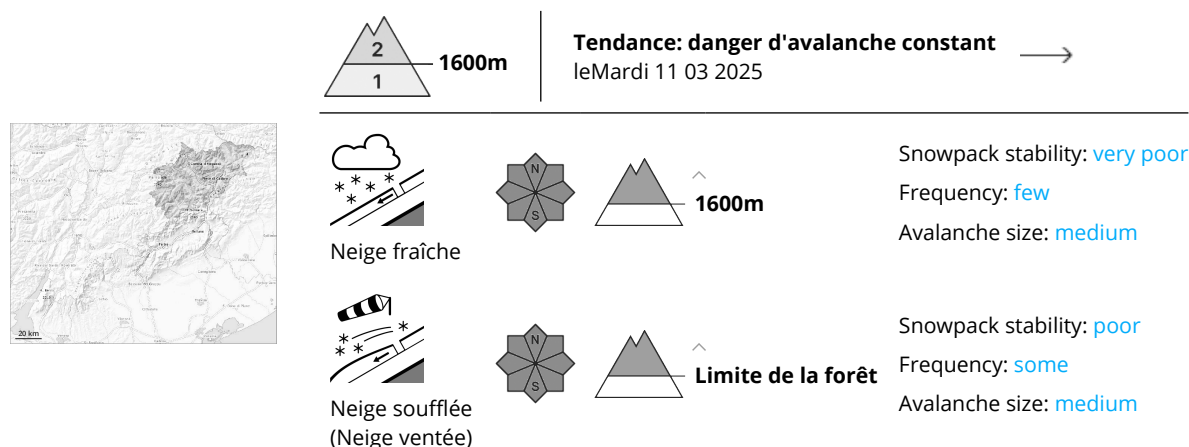 2
1600m
1
Tendance: danger d'avalanche constant
leMardi 11 03 2025
20 km
N
S
1600m
Snowpack stability: very poor
Frequency: few
Avalanche size: medium
Neige fraîche
N
S
Limite de la forêt
Snowpack stability: poor
Frequency: some
Avalanche size: medium
Neige soufflée
(Neige ventée)